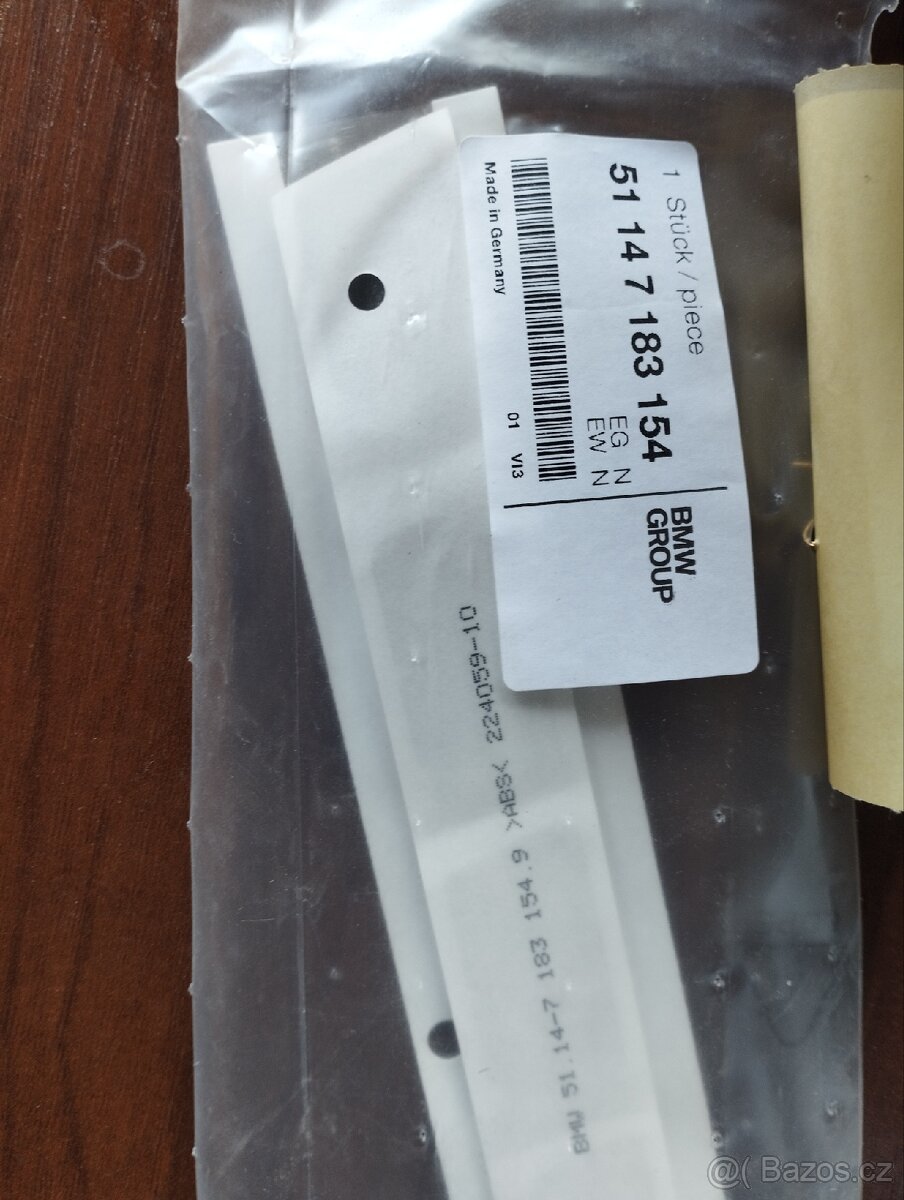 1 Stück / piece
51 14 7 183 154
EG N
EW N
01 VI3
Made in Germany
BMW
GROUP
BMW 51.14-7 183 154.9 >ABS< 224059-10
@( Bazos.cz